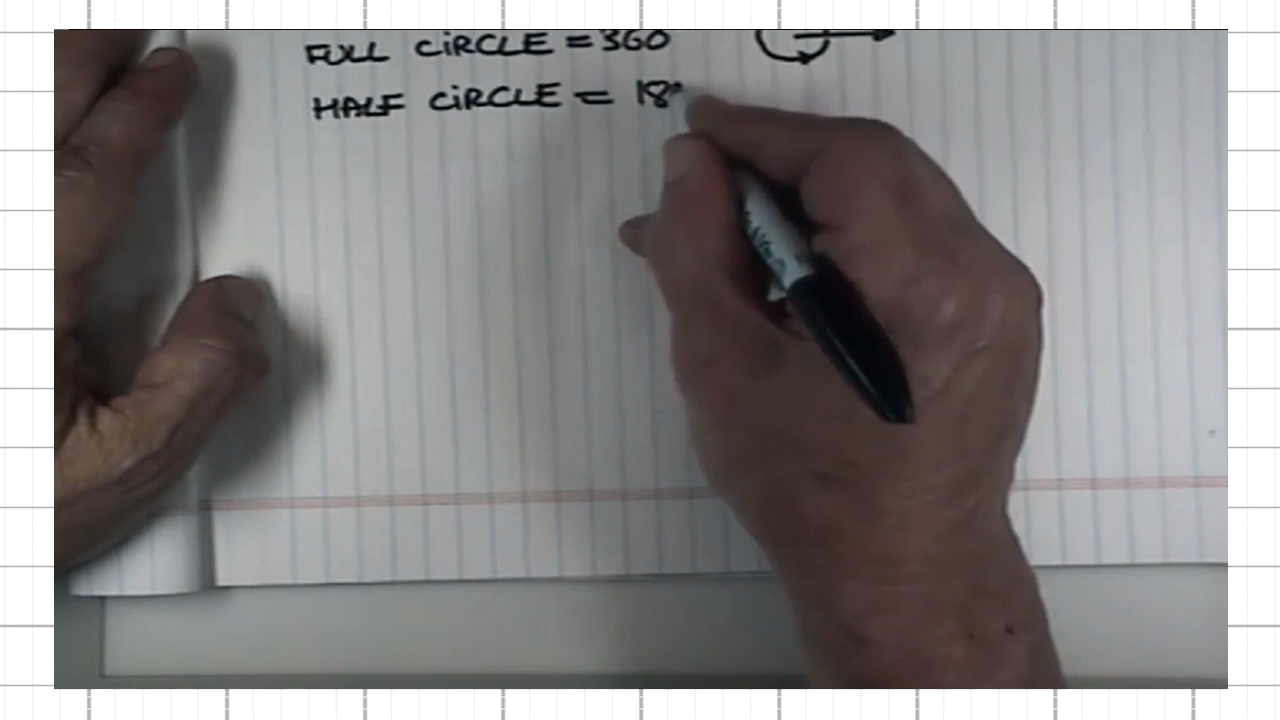 FULL CiRCLE = 360
HALF CiRCLE = 18